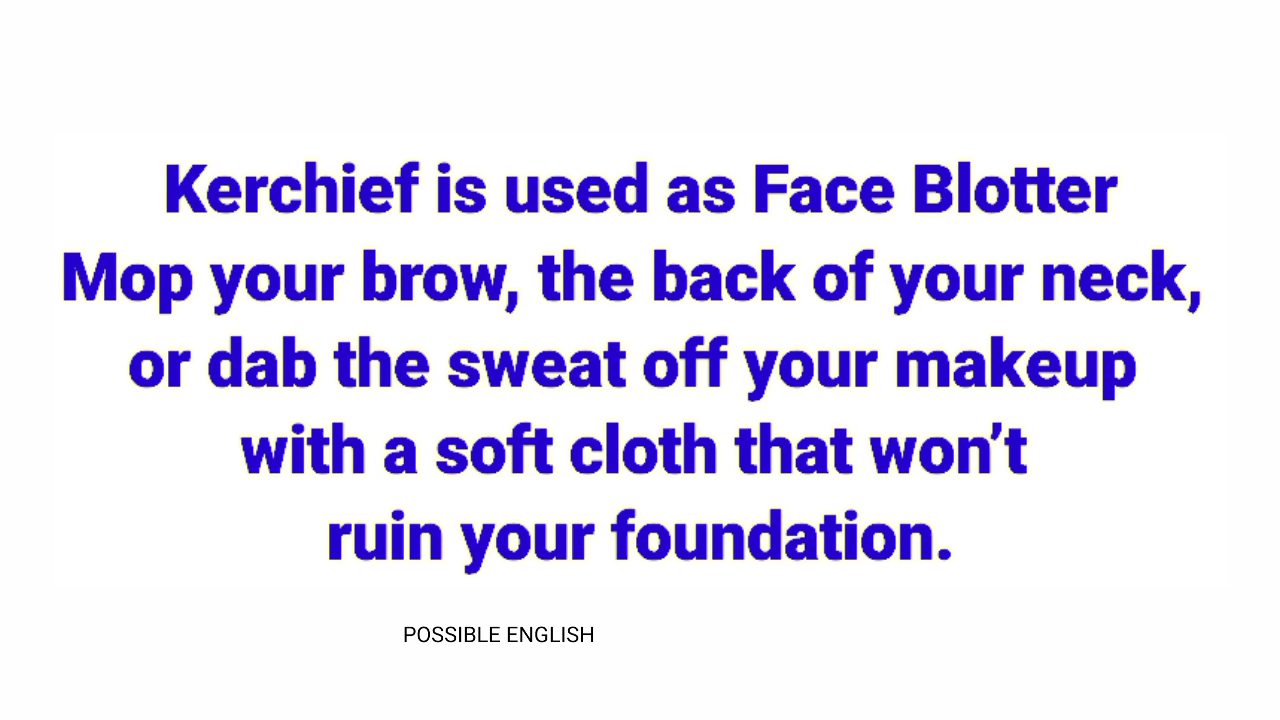 Kerchief is used as Face Blotter
Mop your brow, the back of your neck,
or dab the sweat off your makeup
with a soft cloth that won’t
ruin your foundation.
POSSIBLE ENGLISH